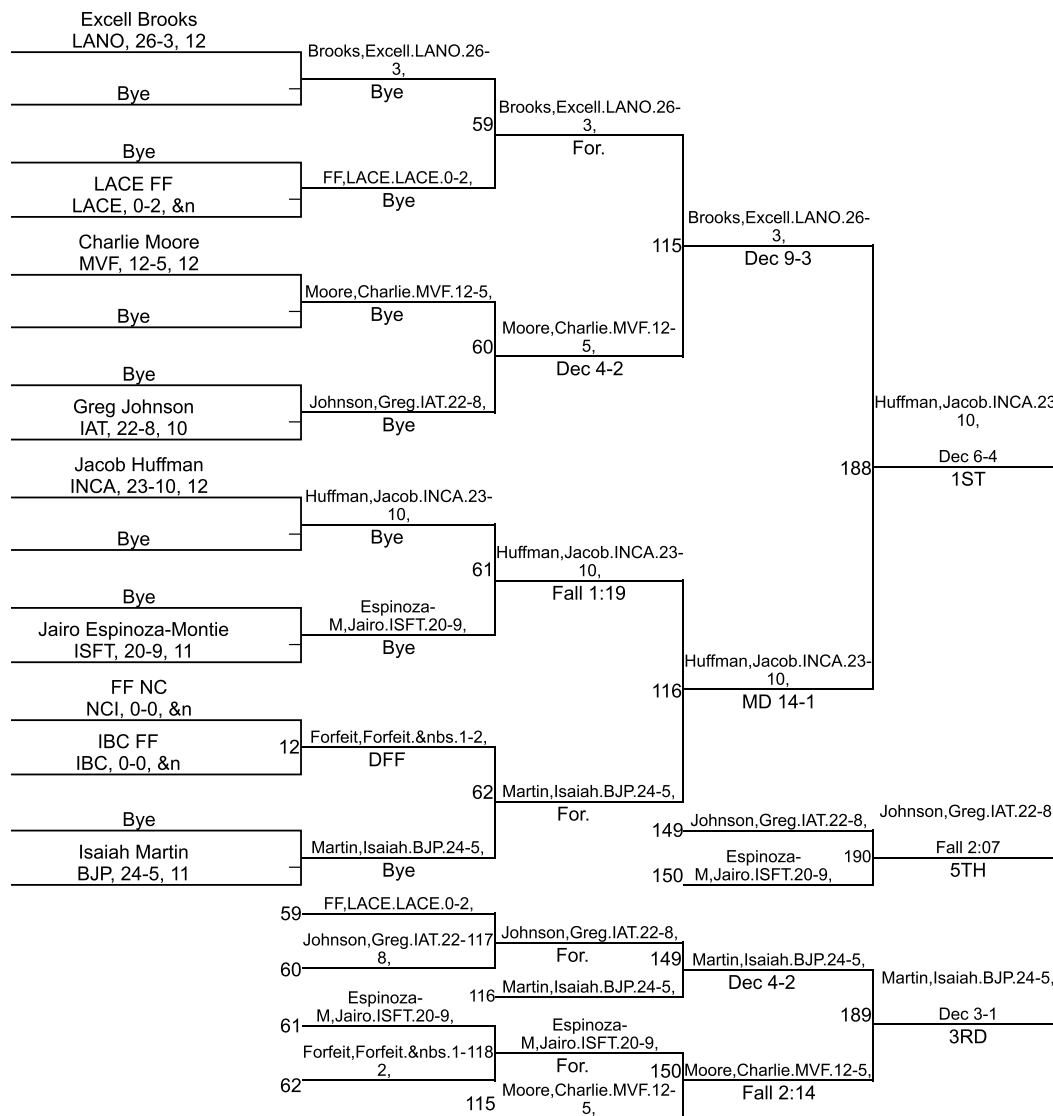 Excell Brooks
LANO, 26-3, 12
Bye
Bye
LACE FF
LACE, 0-2, &n
Charlie Moore
MVF, 12-5, 12
Bye
Bye
Greg Johnson
IAT, 22-8, 10
Jacob Huffman
INCA, 23-10, 12
Bye
Bye
Jairo Espinoza-Montie
ISFT, 20-9, 11
FF NC
NCI, 0-0, &n
IBC FF
IBC, 0-0, &n
12
Bye
Isaiah Martin
BJP, 24-5, 11
Brooks,Excell.LANO.26-
3,
Bye
59
FF,LACE.LACE.0-2,
Bye
Moore,Charlie.MVF.12-5,
Bye
60
Johnson,Greg.IAT.22-8,
Bye
Huffman,Jacob.INCA.23-
10,
Bye
61
Espinoza-
M,Jairo.ISFT.20-9,
Bye
Forfeit,Forfeit.&nbs.1-2,
DFF
62
Martin,Isaiah.BJP.24-5,
Bye
Brooks,Excell.LANO.26-
3,
For.
115
Moore,Charlie.MVF.12-
5,
Dec 4-2
Huffman,Jacob.INCA.23-
10,
Fall 1:19
116
Martin,Isaiah.BJP.24-5,
For.
Brooks,Excell.LANO.26-
3,
Dec 9-3
188
Huffman,Jacob.INCA.23-
10,
MD 14-1
Huffman,Jacob.INCA.23
10,
Dec 6-4
1ST
149
Johnson,Greg.IAT.22-8,
150
Espinoza-
M,Jairo.ISFT.20-9,
190
Johnson,Greg.IAT.22-8
Fall 2:07
5TH
59
FF,LACE.LACE.0-2,
60
Johnson,Greg.IAT.22-
8,
117
Johnson,Greg.IAT.22-8,
For.
116
Martin,Isaiah.BJP.24-5,
149
Martin,Isaiah.BJP.24-5,
Dec 4-2
61
Espinoza-
M,Jairo.ISFT.20-9,
62
Forfeit,Forfeit.&nbs.1-
2,
118
Espinoza-
M,Jairo.ISFT.20-9,
For.
115
Moore,Charlie.MVF.12-
5,
150
Moore,Charlie.MVF.12-5,
Fall 2:14
189
Martin,Isaiah.BJP.24-5,
Dec 3-1
3RD